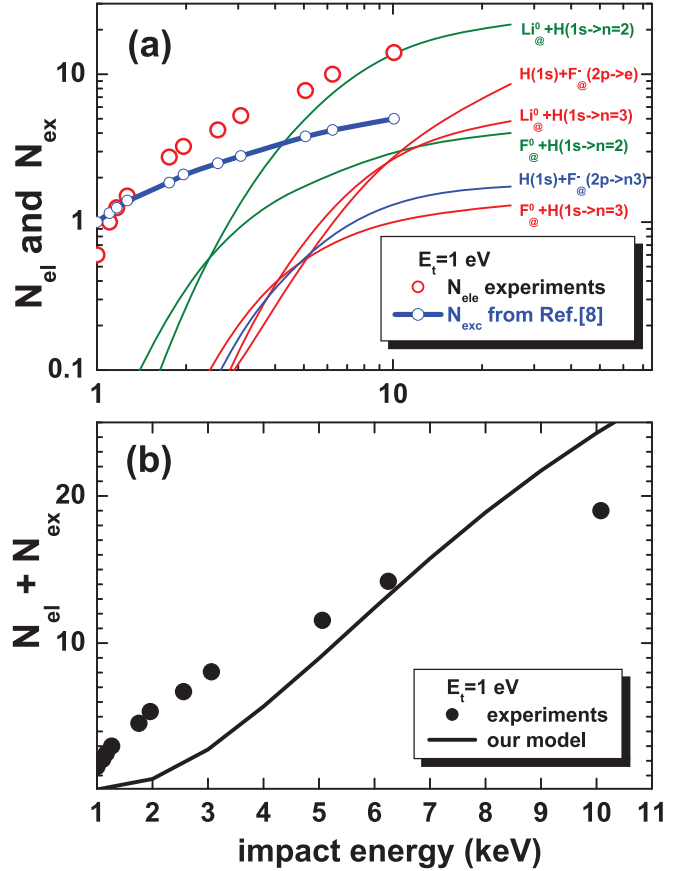 (a)
N_el and N_ex
10
1
0.1
Li⁰@+H(1s->n=2)
H(1s)+F⁻@(2p->e)
Li⁰@+H(1s->n=3)
F⁰@+H(1s->n=2)
H(1s)+F⁻@(2p->n3)
F⁰@+H(1s->n=3)
E_t=1 eV
N_ele experiments
N_exc from Ref.[8]
1
10
(b)
N_el + N_ex
20
10
E_t=1 eV
experiments
our model
1 2 3 4 5 6 7 8 9 10 11
impact energy (keV)